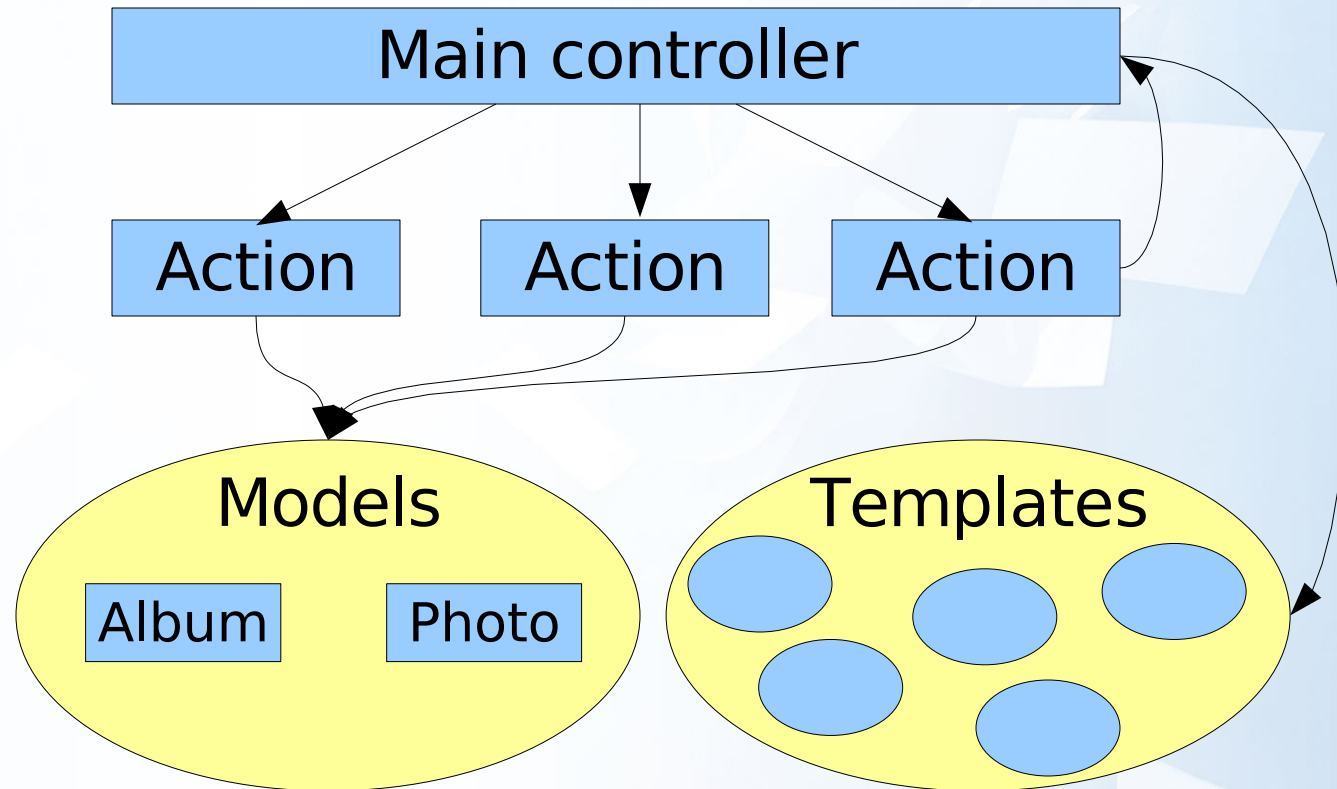 Main controller
Action
Action
Action
Models
Templates
Album
Photo